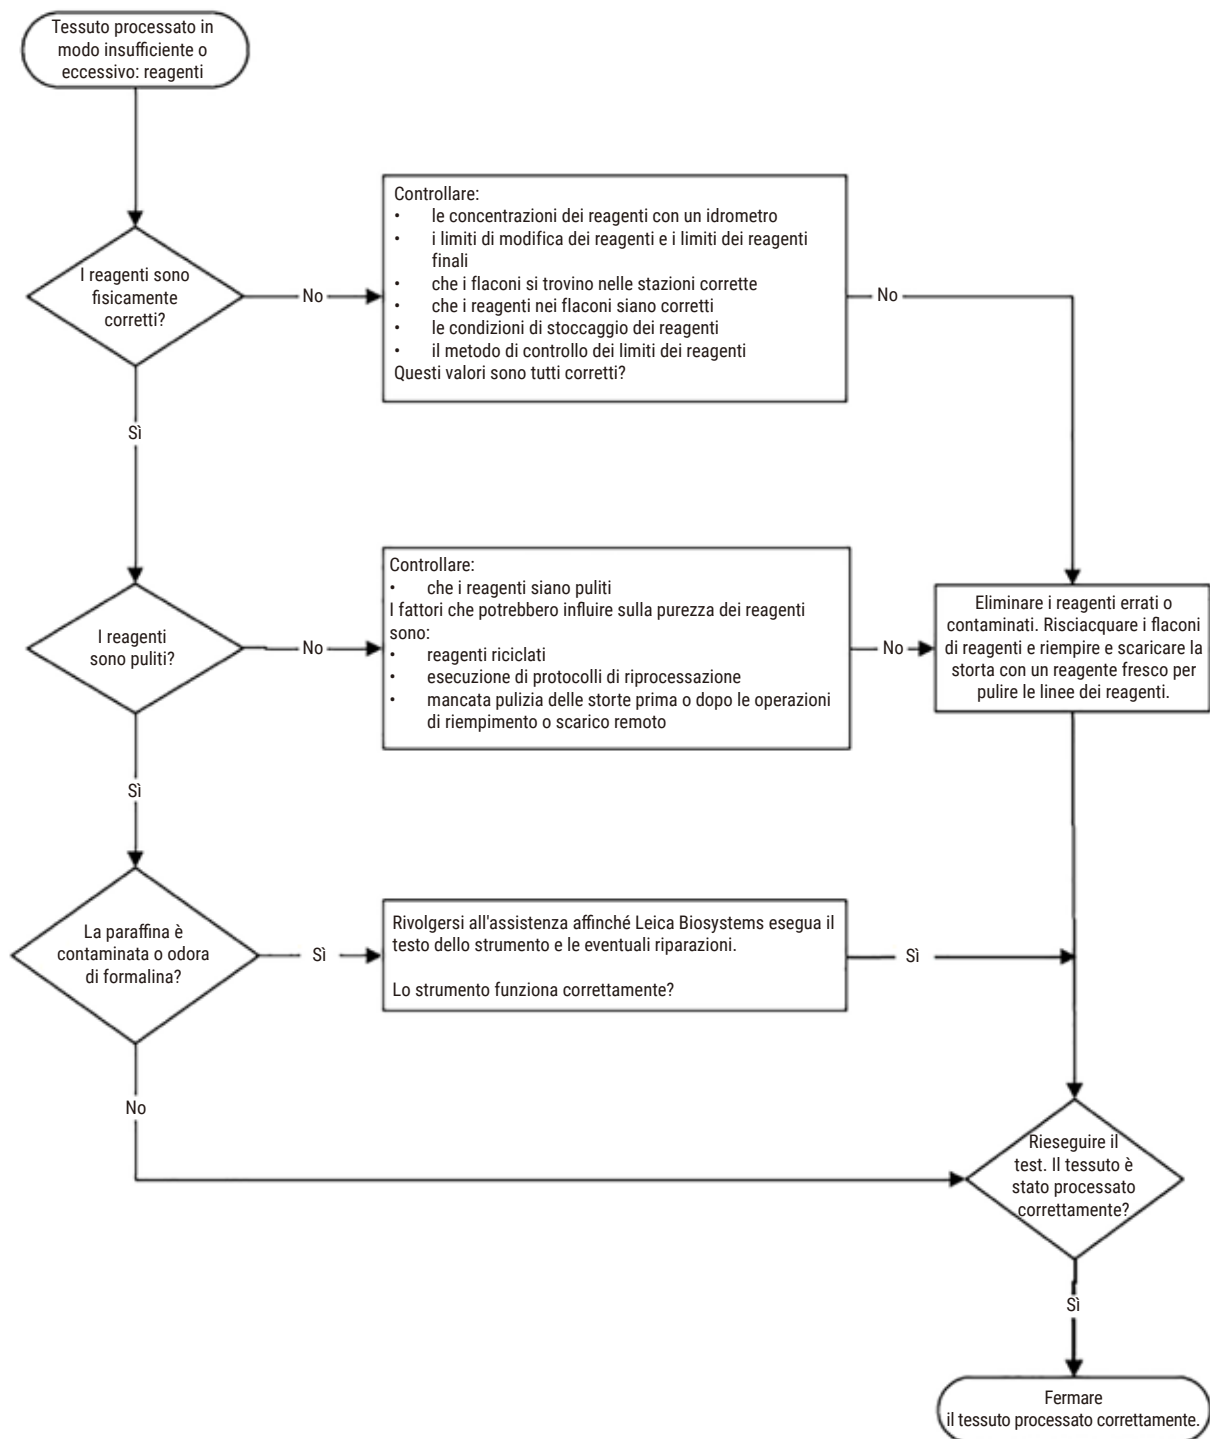 Tessuto processato in
modo insufficiente o
eccessivo: reagenti
Controllare:
• le concentrazioni dei reagenti con un idrometro
• i limiti di modifica dei reagenti e i limiti dei reagenti
finali
• che i flaconi si trovino nelle stazioni corrette
• che i reagenti nei flaconi siano corretti
• le condizioni di stoccaggio dei reagenti
• il metodo di controllo dei limiti dei reagenti
Questi valori sono tutti corretti?
I reagenti sono
fisicamente
corretti?
No
No
Sì
Controllare:
• che i reagenti siano puliti
I fattori che potrebbero influire sulla purezza dei reagenti
sono:
• reagenti riciclati
• esecuzione di protocolli di riprocessazione
• mancata pulizia delle storte prima o dopo le operazioni
di riempimento o scarico remoto
I reagenti
sono puliti?
No
No
Eliminare i reagenti errati o
contaminati. Risciacquare i flaconi
di reagenti e riempire e scaricare la
storta con un reagente fresco per
pulire le linee dei reagenti.
Sì
La paraffina è
contaminata o odora
di formalina?
Sì
Rivolgersi all'assistenza affinché Leica Biosystems esegua il
testo dello strumento e le eventuali riparazioni.
Lo strumento funziona correttamente?
Sì
No
Rieseguire il
test. Il tessuto è
stato processato
correttamente?
Sì
Fermare
il tessuto processato correttamente.